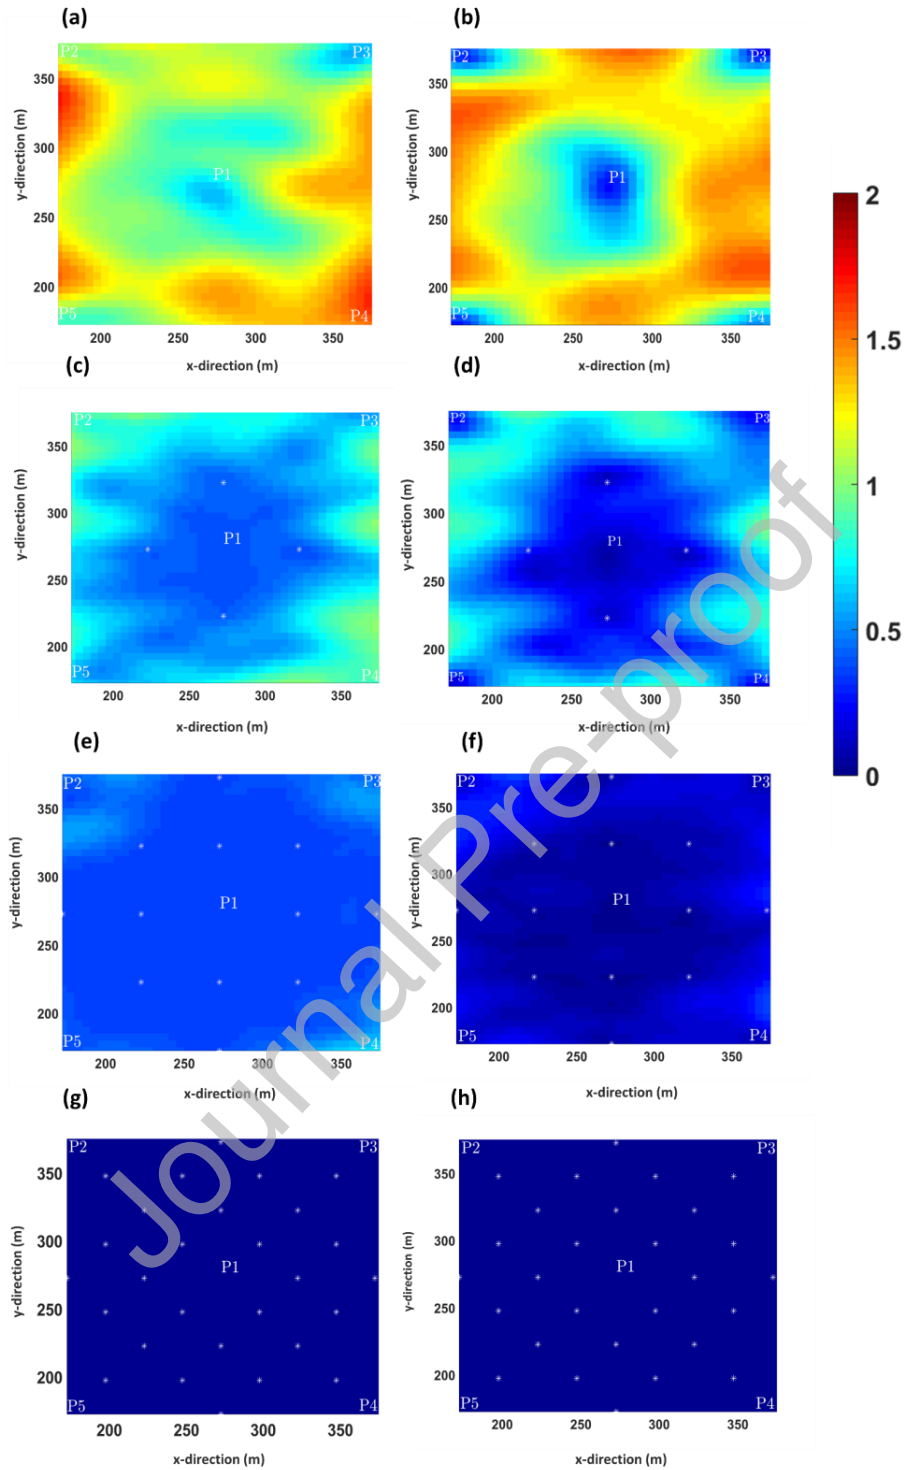 (a)
P2
P3
P1
P5
P4
350
300
250
200
200
250
300
350
y-direction (m)
x-direction (m)
(b)
P2
P3
P1
P5
P4
350
300
250
200
200
250
300
350
y-direction (m)
x-direction (m)
2
1.5
1
0.5
0
(c)
P2
P3
P1
P5
P4
350
300
250
200
200
250
300
350
y-direction (m)
x-direction (m)
(d)
P2
P3
P1
P5
P4
350
300
250
200
200
250
300
350
y-direction (m)
x-direction (m)
(e)
P2
P3
P1
P5
P4
350
300
250
200
200
250
300
350
y-direction (m)
x-direction (m)
(f)
P2
P3
P1
P5
P4
350
300
250
200
200
250
300
350
y-direction (m)
x-direction (m)
(g)
P2
P3
P1
P5
P4
350
300
250
200
200
250
300
350
y-direction (m)
x-direction (m)
(h)
P2
P3
P1
P5
P4
350
300
250
200
200
250
300
350
y-direction (m)
x-direction (m)
Journal Pre-proof